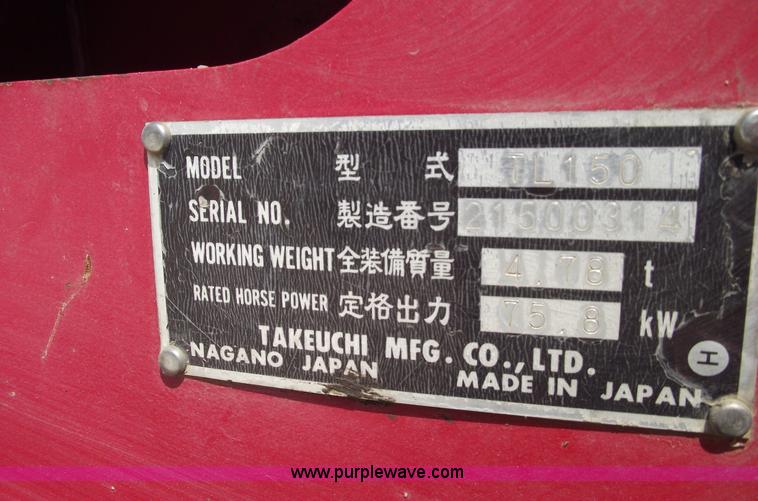 MODEL 型式 TL150
SERIAL NO. 製造番号 21500314
WORKING WEIGHT 全装備質量 4.78 t
RATED HORSE POWER 定格出力 75.8 kW
TAKEUCHI MFG. CO., LTD.
NAGANO JAPAN MADE IN JAPAN
エ
www.purplewave.com